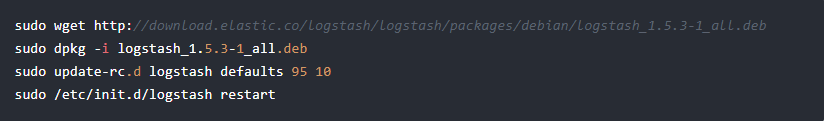 sudo wget http://download.elastic.co/logstash/logstash/packages/debian/logstash_1.5.3-1_all.deb
sudo dpkg -i logstash_1.5.3-1_all.deb
sudo update-rc.d logstash defaults 95 10
sudo /etc/init.d/logstash restart